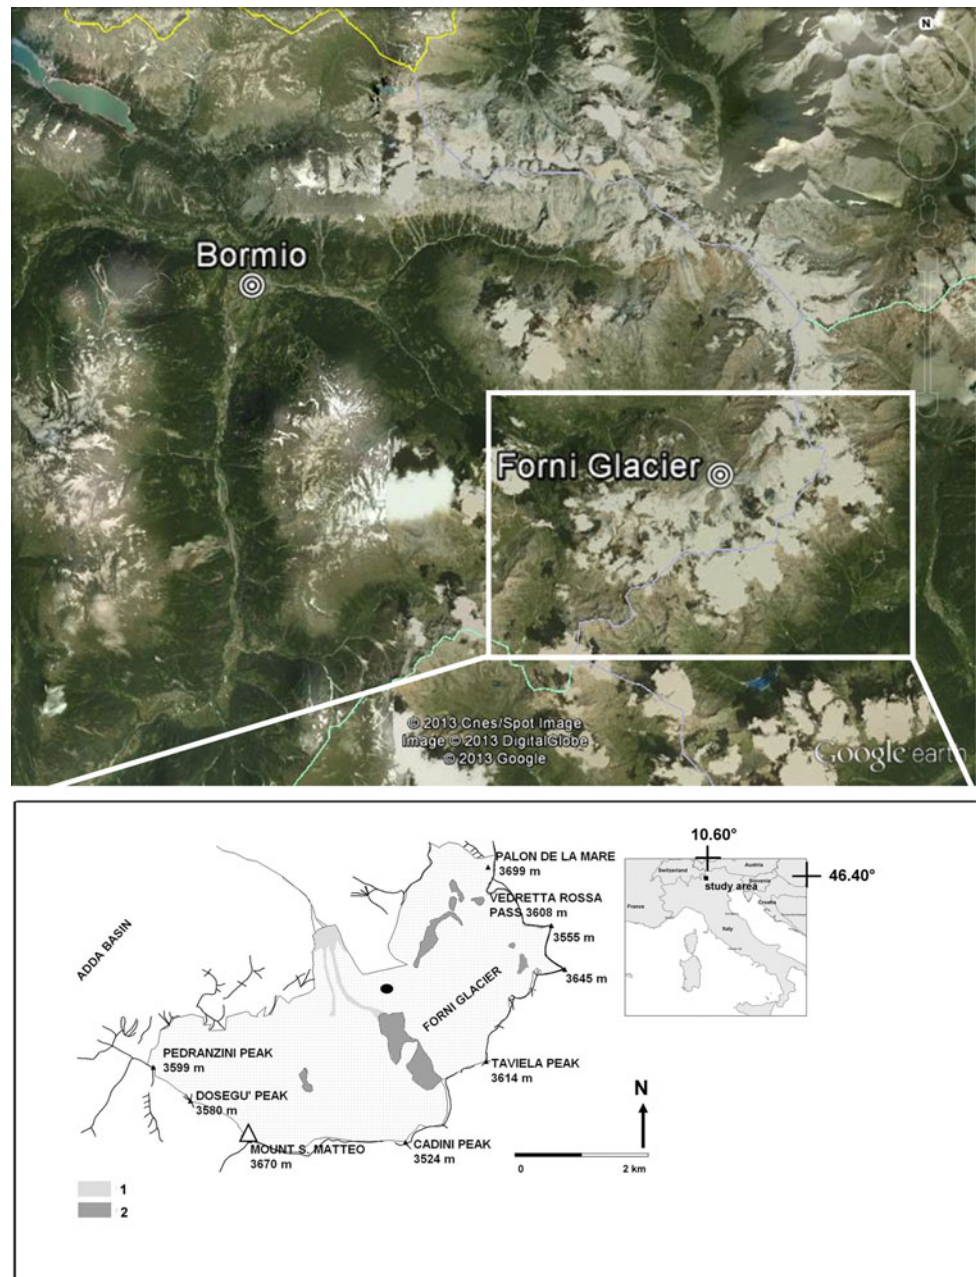 N
Bormio
Forni Glacier
© 2013 Cnes/Spot Image
Image © 2013 DigitalGlobe
© 2013 Google
Google earth
10.60°
46.40°
Switzerland
Austria
Slovenia
Croatia
study area
France
Italy
PALON DE LA MARE
3699 m
VEDRETTA ROSSA
PASS 3608 m
3555 m
3645 m
ADDA BASIN
FORNI GLACIER
PEDRANZINI PEAK
3599 m
TAVIELA PEAK
3614 m
DOSEGU' PEAK
3580 m
MOUNT S. MATTEO
3670 m
CADINI PEAK
3524 m
N
0 2 km
1
2